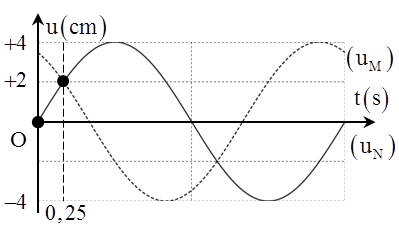 u(cm)
+4
+2
(u_M)
t(s)
O
(u_N)
–4
0,25